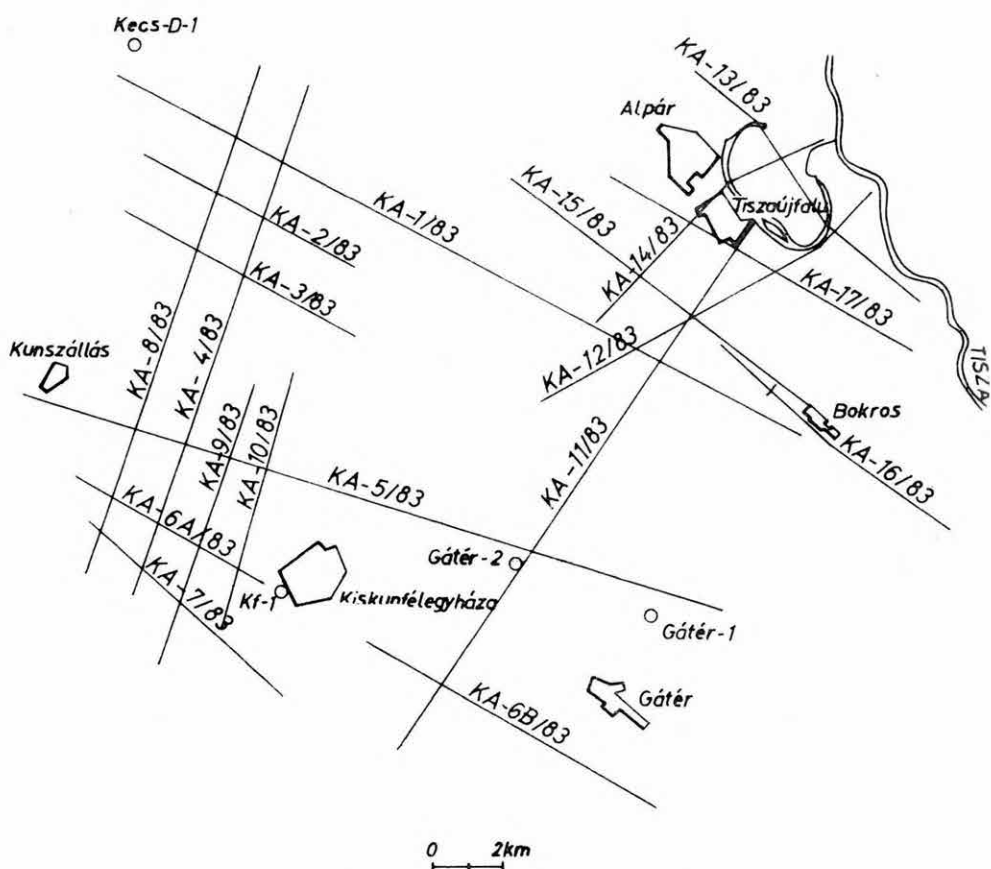 Kecs-D-1
KA-13/83
Alpár
KA-15/83
KA-1/83
KA-2/83
Tiszaújfalu
KA-14/83
KA-3/83
KA-17/83
KA-8/83
KA-4/83
Kunszállás
KA-12/83
TISZA
Bokros
KA-9/83
KA-10/83
KA-11/83
KA-16/83
KA-5/83
KA-6A/83
Gátér-2
KA-7/83
Kf-1
Kiskunfélegyháza
Gátér-1
Gátér
KA-6B/83
0 2km